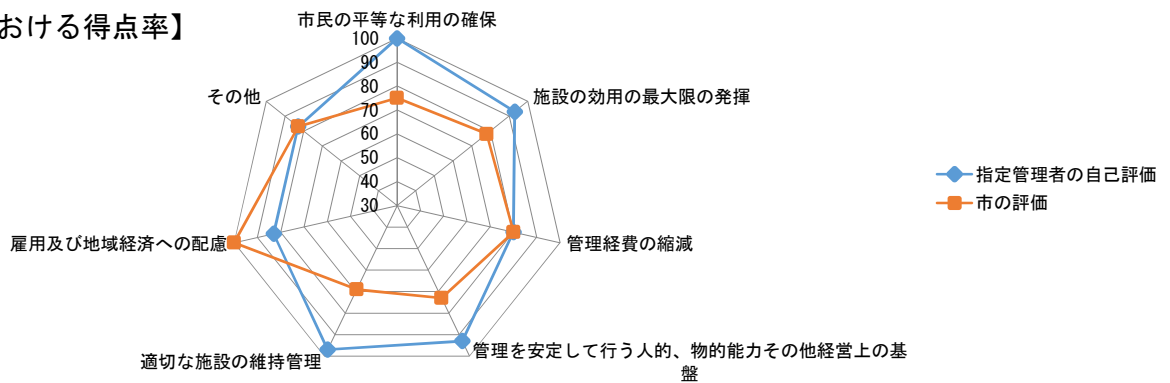 おける得点率】
市民の平等な利用の確保
100
90
80
70
60
50
40
30
その他
施設の効用の最大限の発揮
指定管理者の自己評価
市の評価
雇用及び地域経済への配慮
管理経費の縮減
適切な施設の維持管理
管理を安定して行う人的、物的能力その他経営上の基
盤